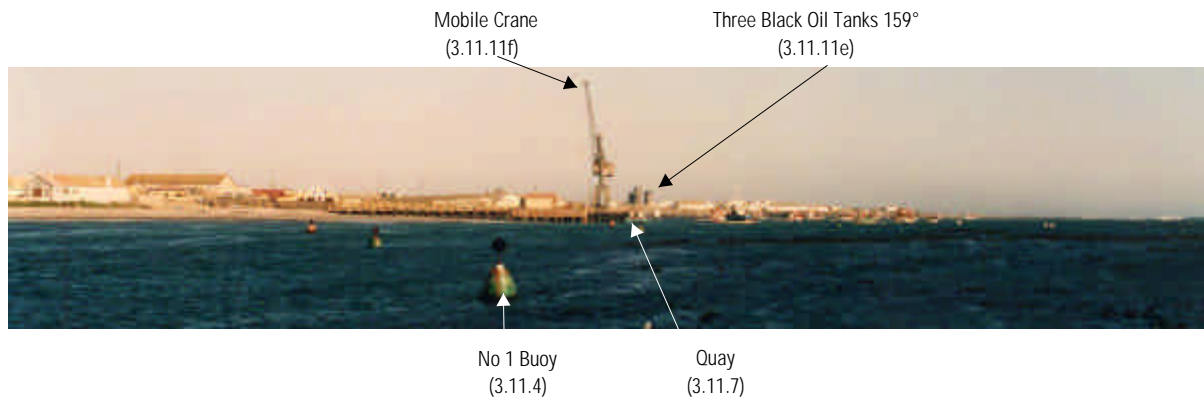 Mobile Crane
(3.11.11f)
Three Black Oil Tanks 159°
(3.11.11e)
No 1 Buoy
(3.11.4)
Quay
(3.11.7)